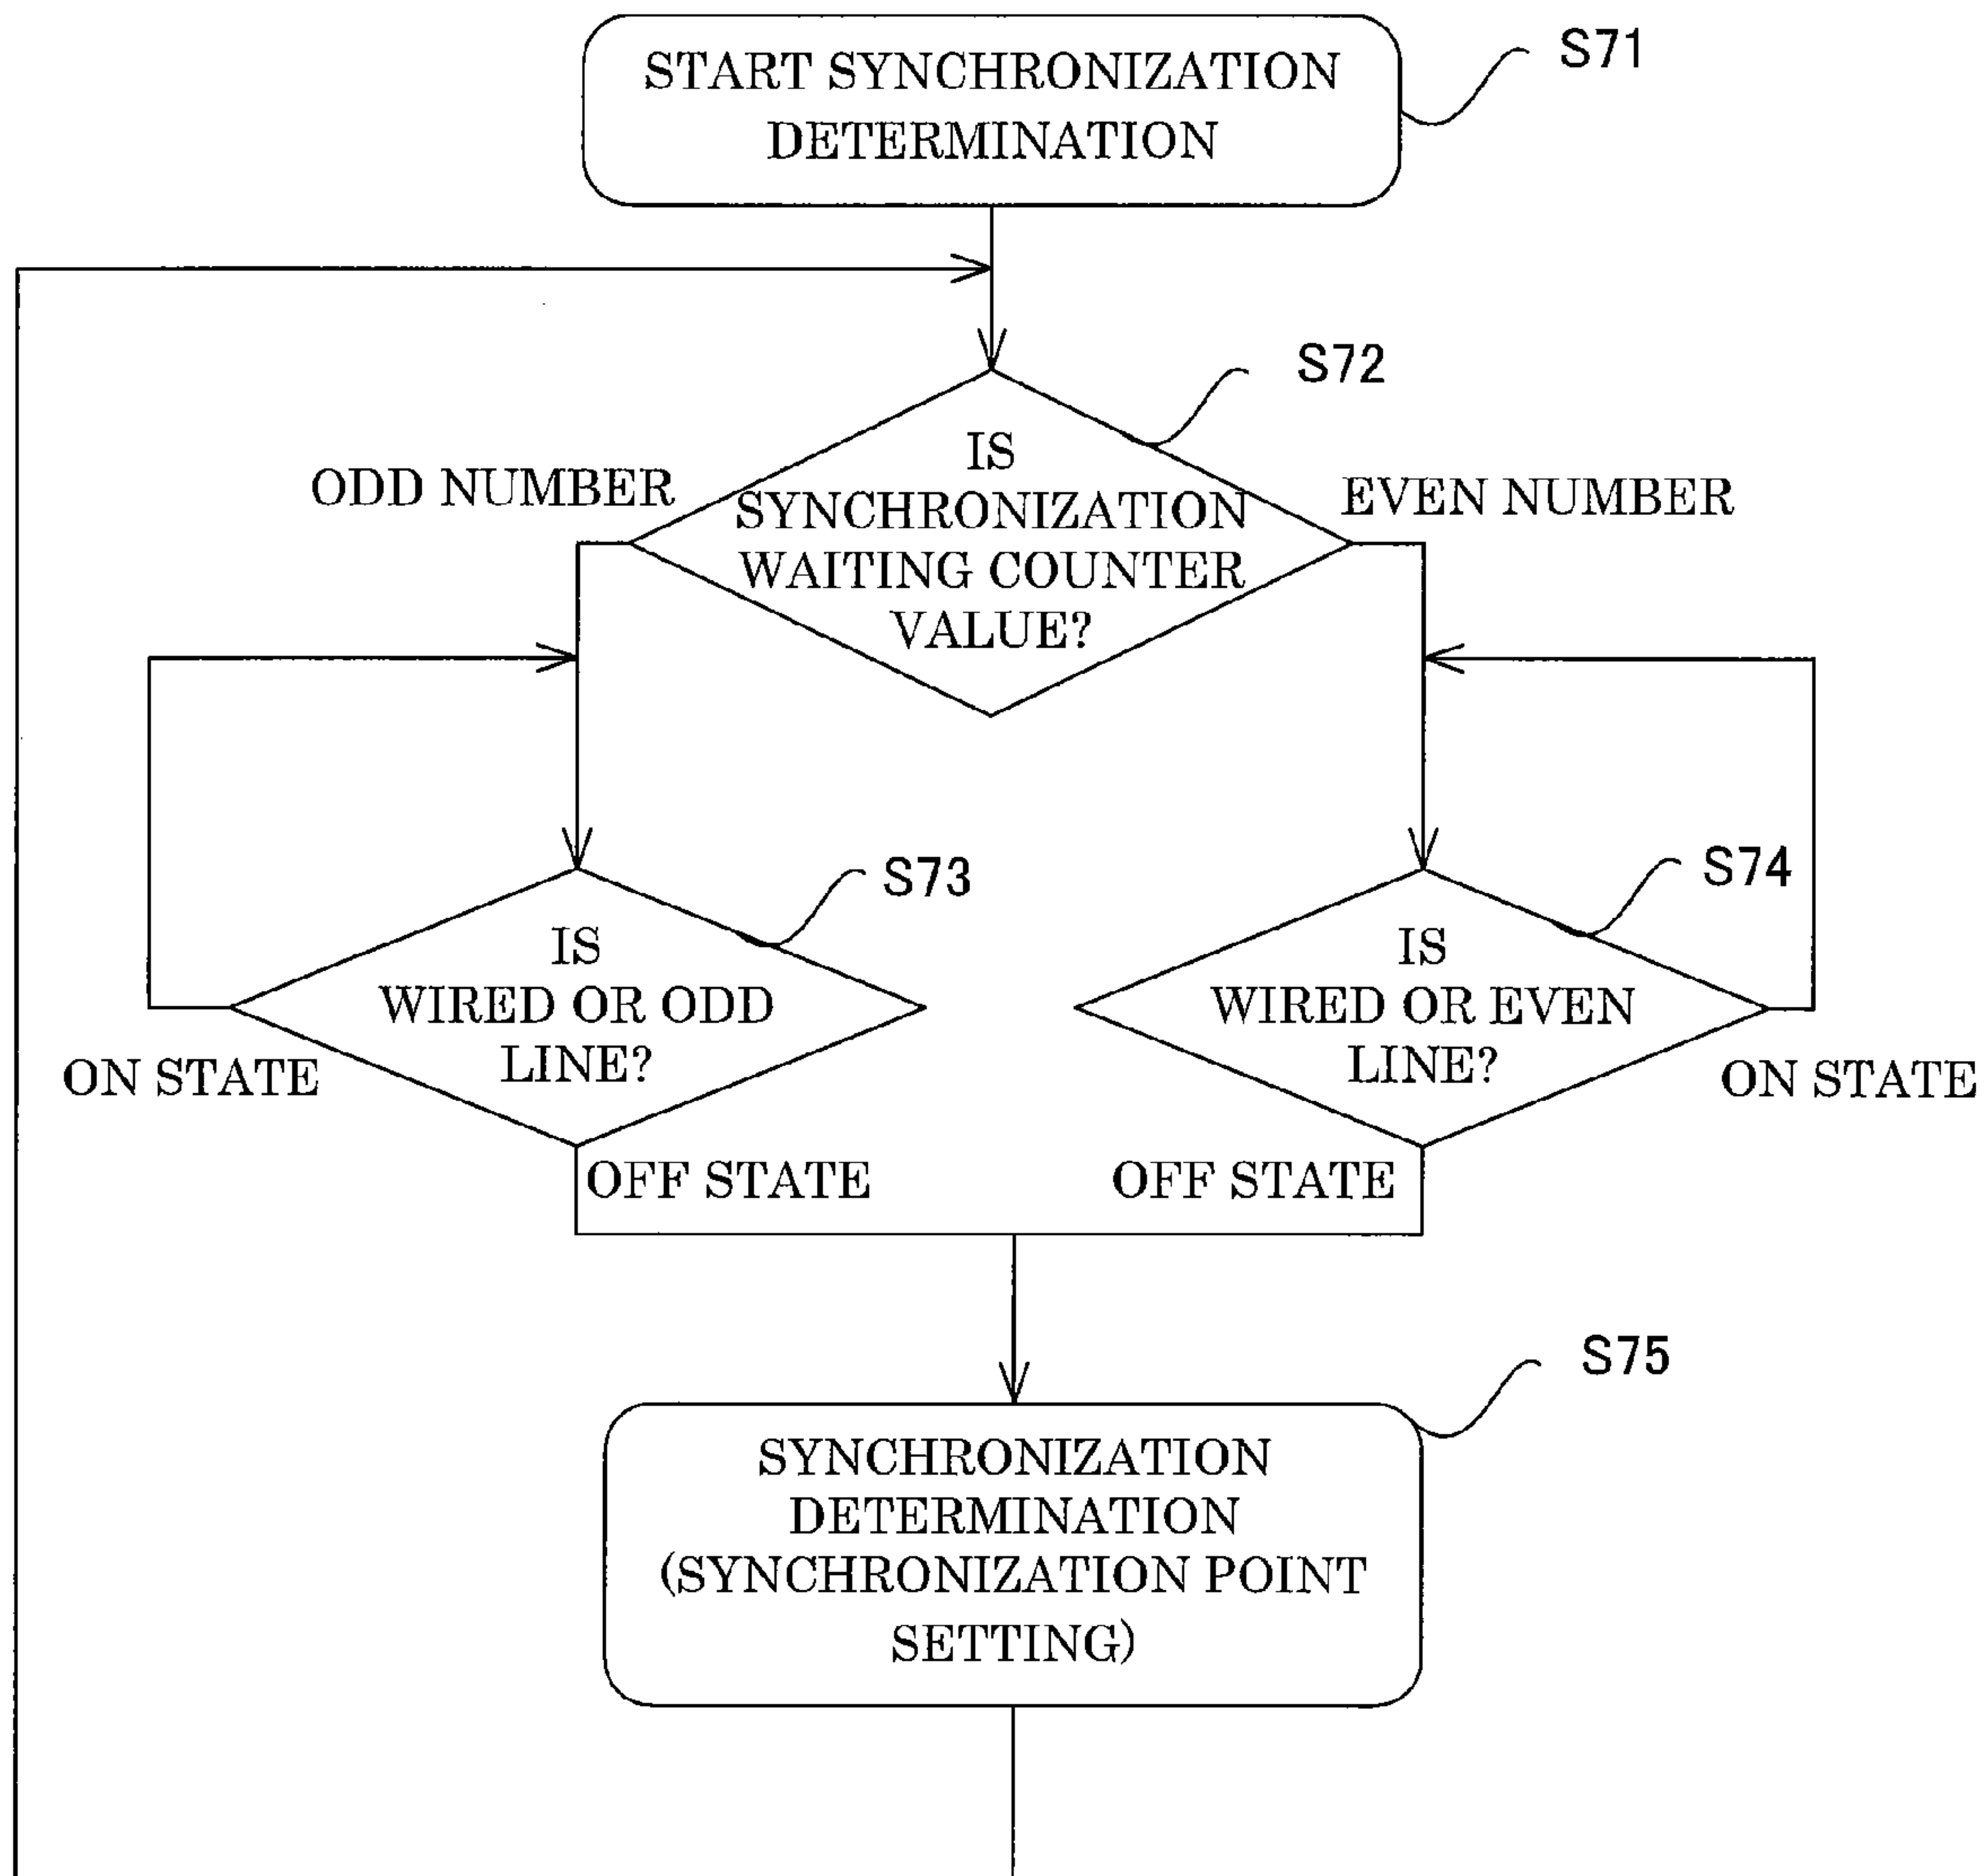 START SYNCHRONIZATION
DETERMINATION
S71
S72
IS
SYNCHRONIZATION
WAITING COUNTER
VALUE?
ODD NUMBER
EVEN NUMBER
S73
IS
WIRED OR ODD
LINE?
ON STATE
OFF STATE
S74
IS
WIRED OR EVEN
LINE?
ON STATE
OFF STATE
S75
SYNCHRONIZATION
DETERMINATION
(SYNCHRONIZATION POINT
SETTING)